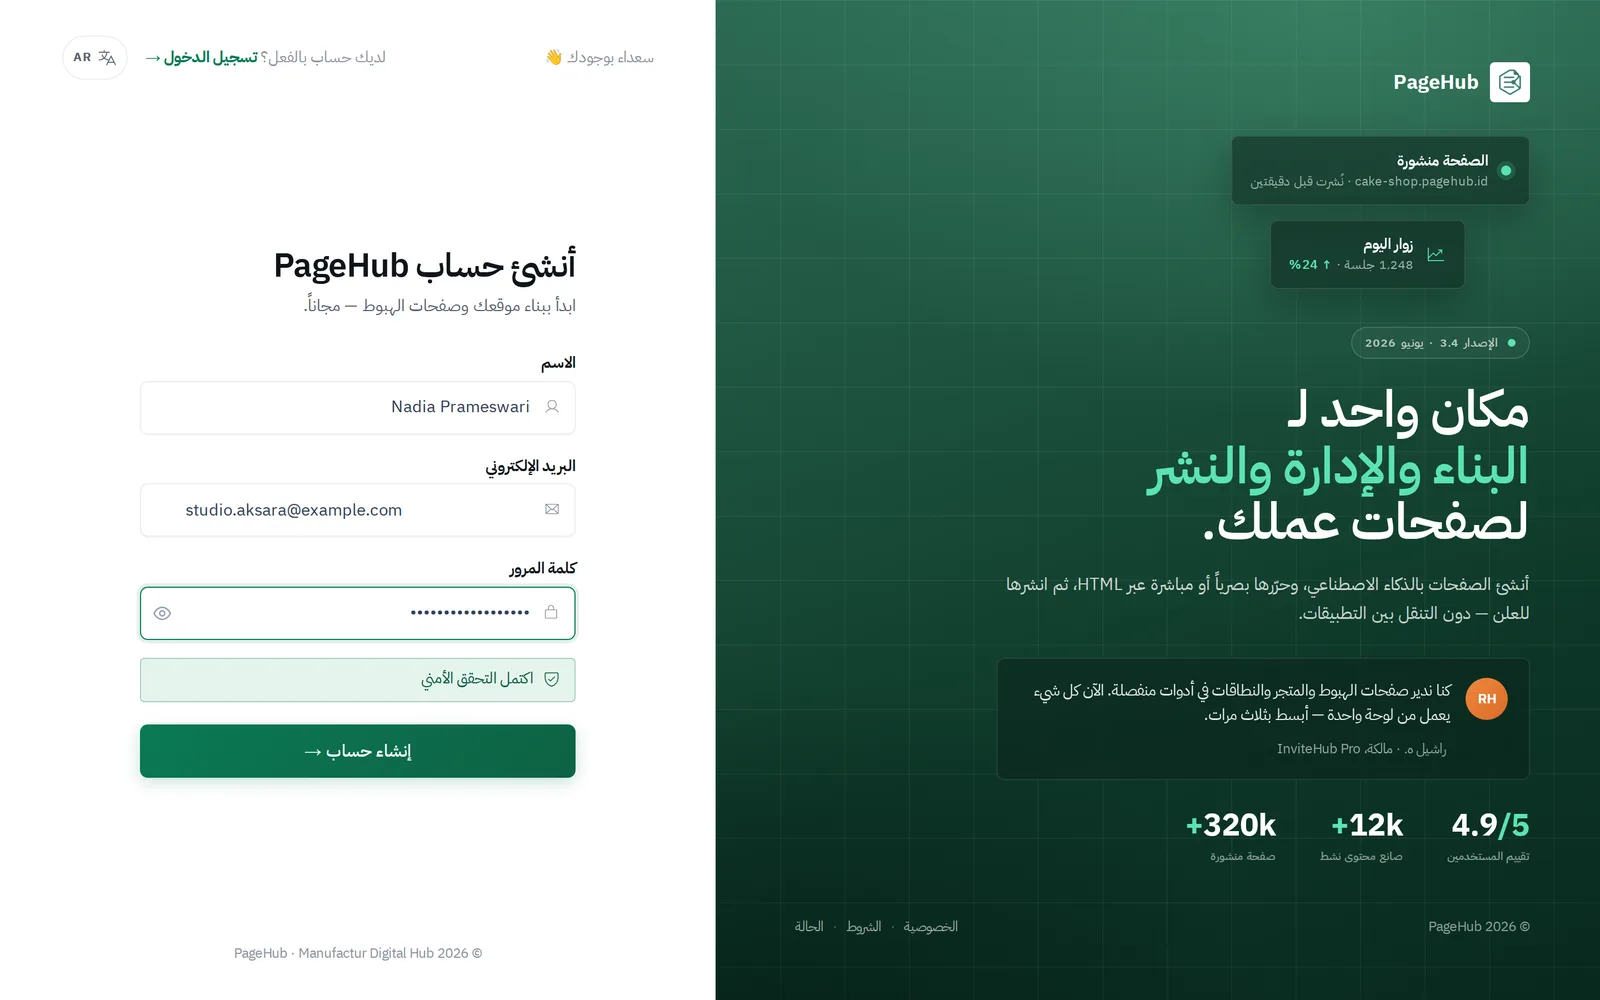 PageHub
الصفحة منشورة
cake-shop.pagehub.id · نُشرت قبل دقيقتين
زوار اليوم
1,248 جلسة · ↑ 24%
الإصدار 3.4 · يونيو 2026
مكان واحد لـ
البناء والإدارة والنشر
لصفحات عملك.
أنشئ الصفحات بالذكاء الاصطناعي، وحرّرها بصرياً أو مباشرة عبر HTML، ثم انشرها
للعلن — دون التنقل بين التطبيقات.
RH
كنا ندير صفحات الهبوط والمتجر والنطاقات في أدوات منفصلة. الآن كل شيء
يعمل من لوحة واحدة — أبسط بثلاث مرات.
راشيل ه. · مالكة، InviteHub Pro
4.9/5
تقييم المستخدمين
12k+
صانع محتوى نشط
320k+
صفحة منشورة
© 2026 PageHub
الخصوصية · الشروط · الحالة
سعداء بوجودك 👋
لديك حساب بالفعل؟ تسجيل الدخول →
AR
أنشئ حساب PageHub
ابدأ ببناء موقعك وصفحات الهبوط — مجاناً.
الاسم
Nadia Prameswari
البريد الإلكتروني
studio.aksara@example.com
كلمة المرور
••••••••••••••••••
اكتمل التحقق الأمني
إنشاء حساب →
© 2026 PageHub · Manufactur Digital Hub